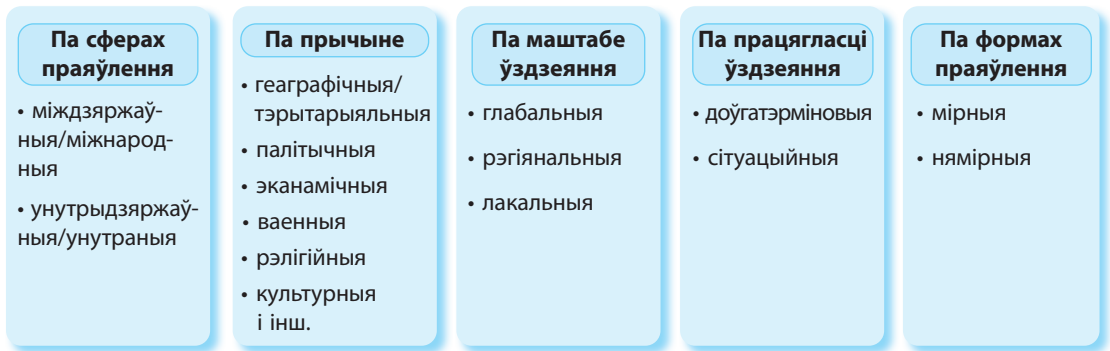 Па сферах
праяўлення
• міждзяржаў-
ныя/міжнарод-
ныя
• унутрыдзяржаў-
ныя/унутраныя
Па прычыне
• геаграфічныя/
тэрытарыяльныя
• палітычныя
• эканамічныя
• ваенныя
• рэлігійныя
• культурныя
і інш.
Па маштабе
ўздзеяння
• глабальныя
• рэгіянальныя
• лакальныя
Па працягласці
ўздзеяння
• доўгатэрміновыя
• сітуацыйныя
Па формах
праяўлення
• мірныя
• нямірныя